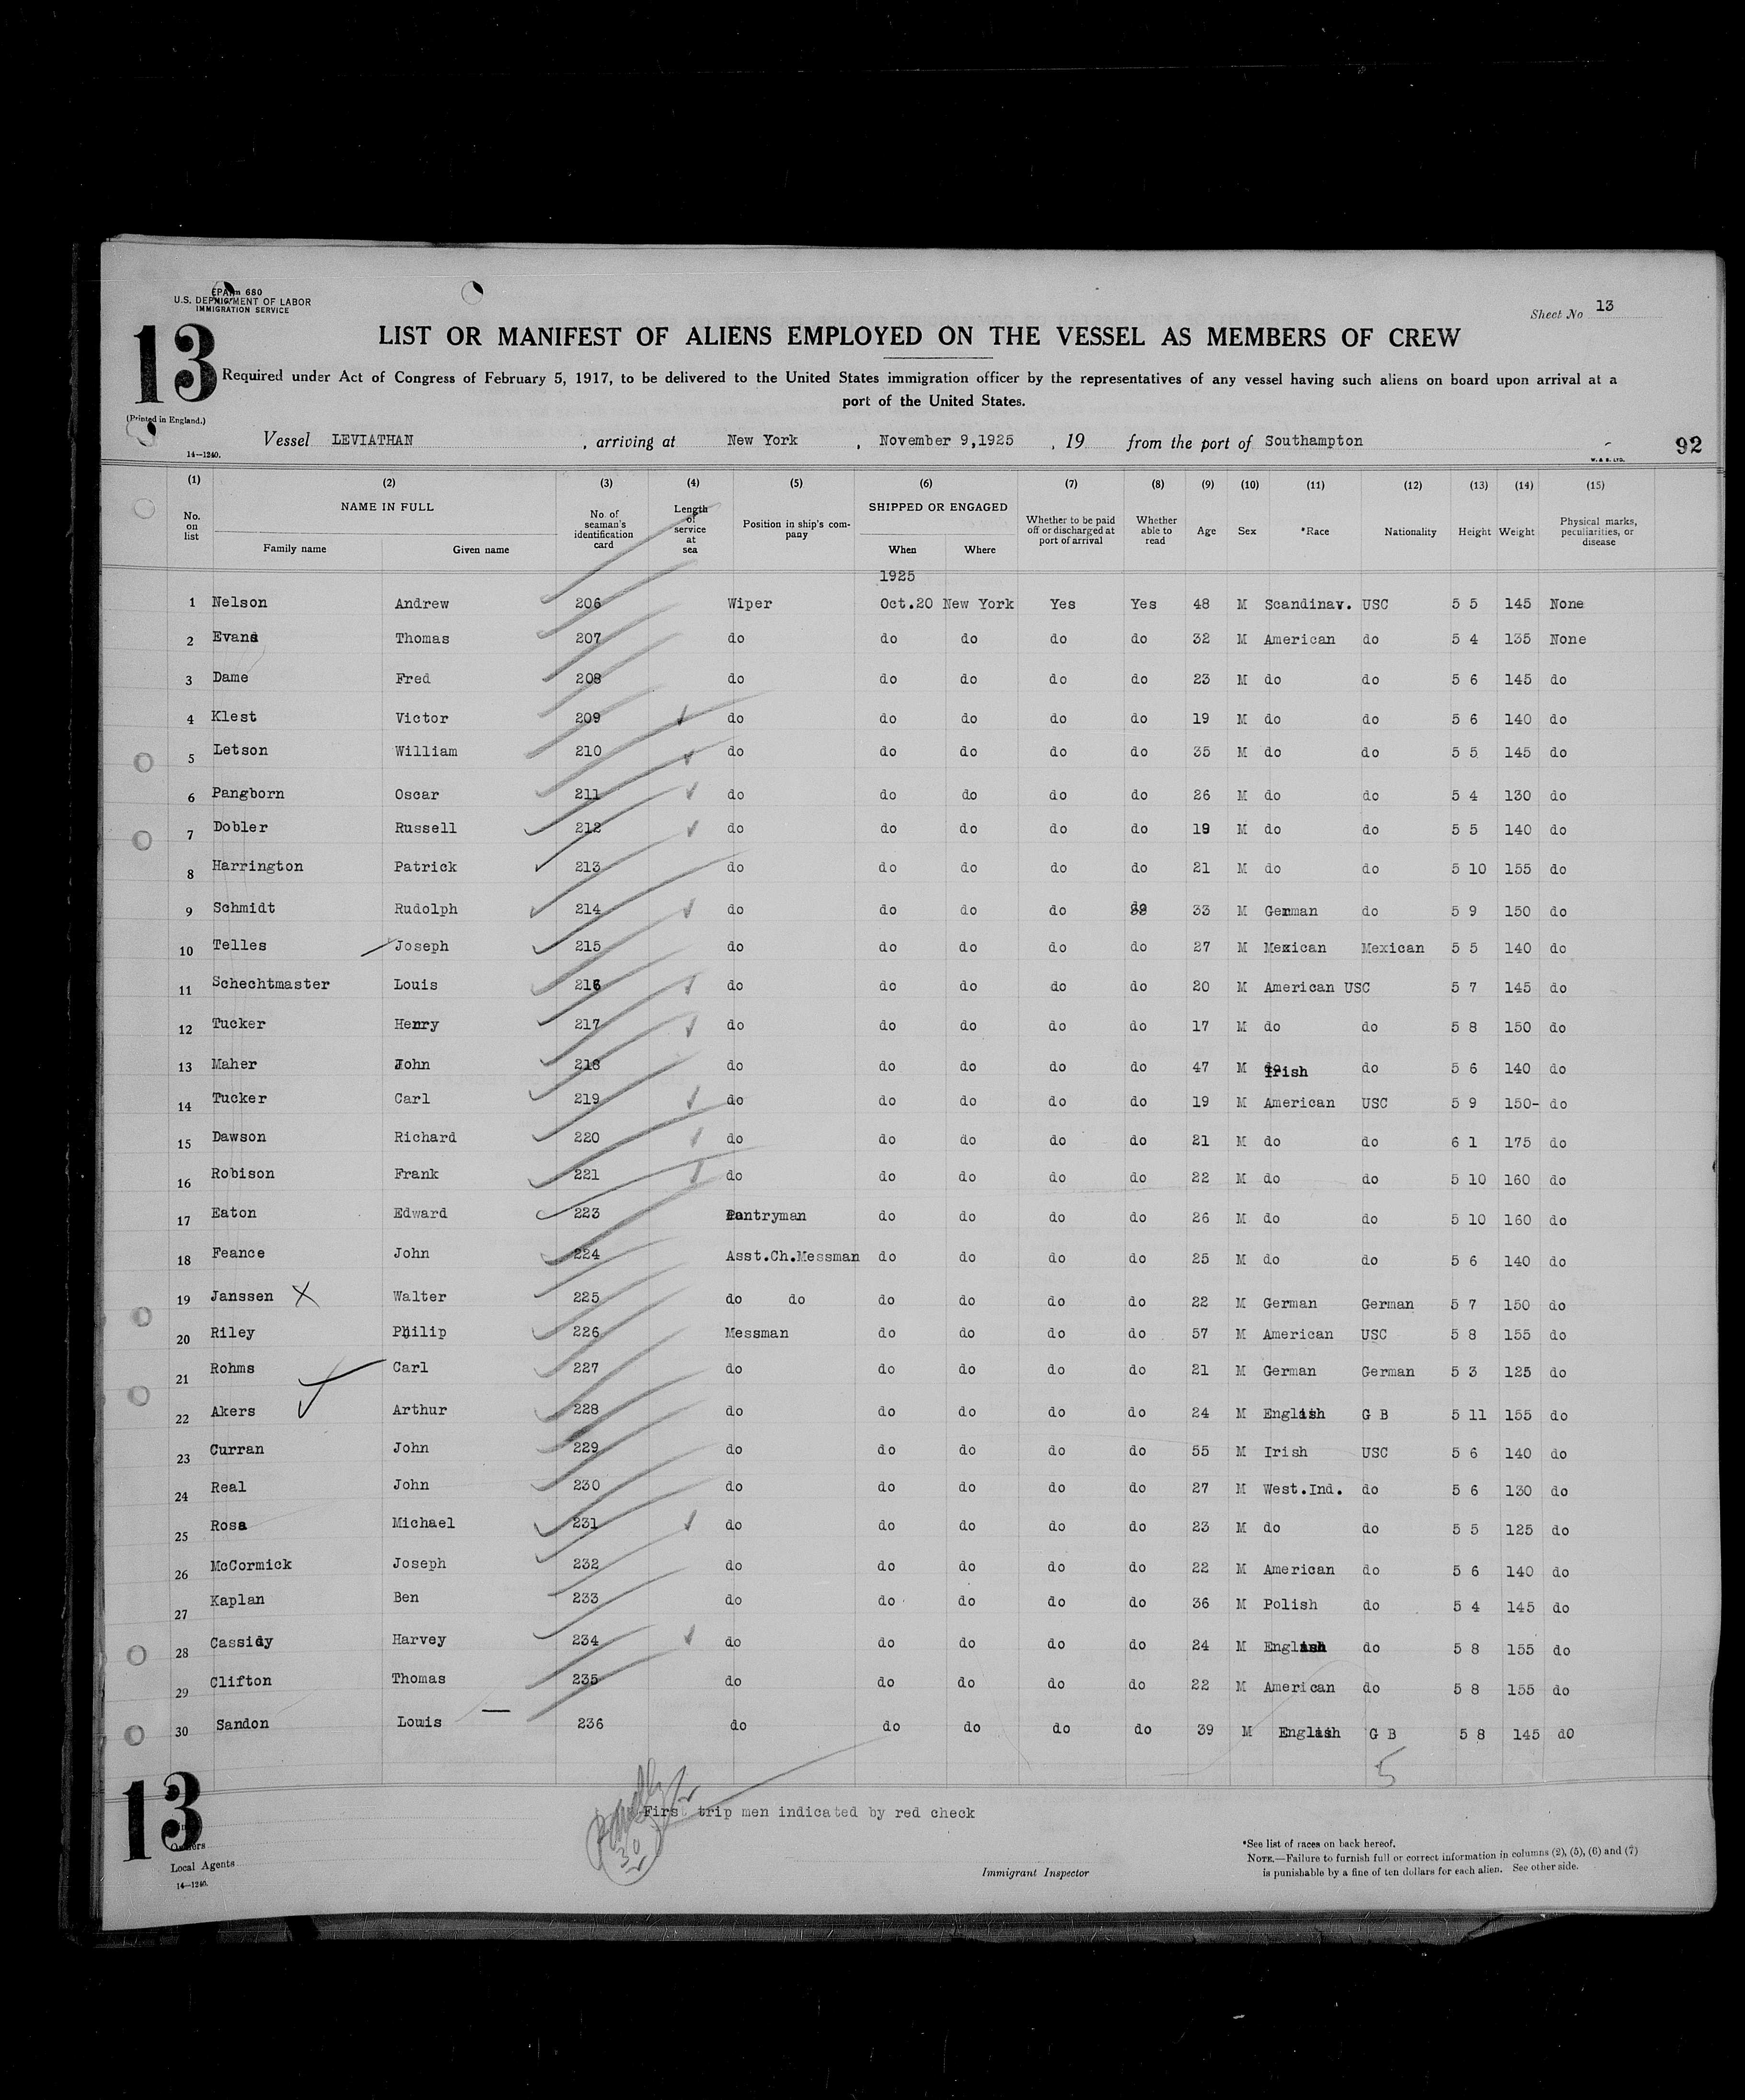 Form 680
U.S. DEPARTMENT OF LABOR
IMMIGRATION SERVICE
Sheet No 13
13
LIST OR MANIFEST OF ALIENS EMPLOYED ON THE VESSEL AS MEMBERS OF CREW
Required under Act of Congress of February 5, 1917, to be delivered to the United States immigration officer by the representatives of any vessel having such aliens on board upon arrival at a
port of the United States.
(Printed in England.)
Vessel LEVIATHAN , arriving at New York , November 9,1925 , 19 from the port of Southampton
14—1240. W. & S. LTD. 92
(1) (2) (3) (4) (5) (6) (7) (8) (9) (10) (11) (12) (13) (14) (15)
No. on list NAME IN FULL Family name Given name No. of seaman's identification card Length of service at sea Position in ship's company SHIPPED OR ENGAGED When Where Whether to be paid off or discharged at port of arrival Whether able to read Age Sex *Race Nationality Height Weight Physical marks, peculiarities, or disease
1925
1 Nelson Andrew 206 Wiper Oct.20 New York Yes Yes 48 M Scandinav. USC 5 5 145 None
2 Evans Thomas 207 do do do do do 32 M American do 5 4 135 None
3 Dame Fred 208 do do do do do 23 M do do 5 6 145 do
4 Klest Victor 209 do do do do do 19 M do do 5 6 140 do
5 Letson William 210 do do do do do 35 M do do 5 5 145 do
6 Pangborn Oscar 211 do do do do do 26 M do do 5 4 130 do
7 Dobler Russell 212 do do do do do 19 M do do 5 5 140 do
8 Harrington Patrick 213 do do do do do 21 M do do 5 10 155 do
9 Schmidt Rudolph 214 do do do do do 33 M German do 5 9 150 do
10 Telles Joseph 215 do do do do do 27 M Mexican Mexican 5 5 140 do
11 Schechtmaster Louis 216 do do do do do 20 M American USC 5 7 145 do
12 Tucker Henry 217 do do do do do 17 M do do 5 8 150 do
13 Maher John 218 do do do do do 47 M Irish do 5 6 140 do
14 Tucker Carl 219 do do do do do 19 M American USC 5 9 150- do
15 Dawson Richard 220 do do do do do 21 M do do 6 1 175 do
16 Robison Frank 221 do do do do do 22 M do do 5 10 160 do
17 Eaton Edward 223 Pantryman do do do do 26 M do do 5 10 160 do
18 Feance John 224 Asst.Ch.Messman do do do do 25 M do do 5 6 140 do
19 Janssen X Walter 225 do do do do do do 22 M German German 5 7 150 do
20 Riley Philip 226 Messman do do do do 57 M American USC 5 8 155 do
21 Rohms Carl 227 do do do do do 21 M German German 5 3 125 do
22 Akers Arthur 228 do do do do do 24 M English G B 5 11 155 do
23 Curran John 229 do do do do do 55 M Irish USC 5 6 140 do
24 Real John 230 do do do do do 27 M West.Ind. do 5 6 130 do
25 Rosa Michael 231 do do do do do 23 M do do 5 5 125 do
26 McCormick Joseph 232 do do do do do 22 M American do 5 6 140 do
27 Kaplan Ben 233 do do do do do 36 M Polish do 5 4 145 do
28 Cassidy Harvey 234 do do do do do 24 M English do 5 8 155 do
29 Clifton Thomas 235 do do do do do 22 M American do 5 8 155 do
30 Sandon Louis 236 do do do do do 39 M English G B 5 8 145 dO
5
13
First trip men indicated by red check
30
Owners
Local Agents
14—1240.
Immigrant Inspector
*See list of races on back hereof.
NOTE.—Failure to furnish full or correct information in columns (2), (5), (6) and (7)
is punishable by a fine of ten dollars for each alien. See other side.